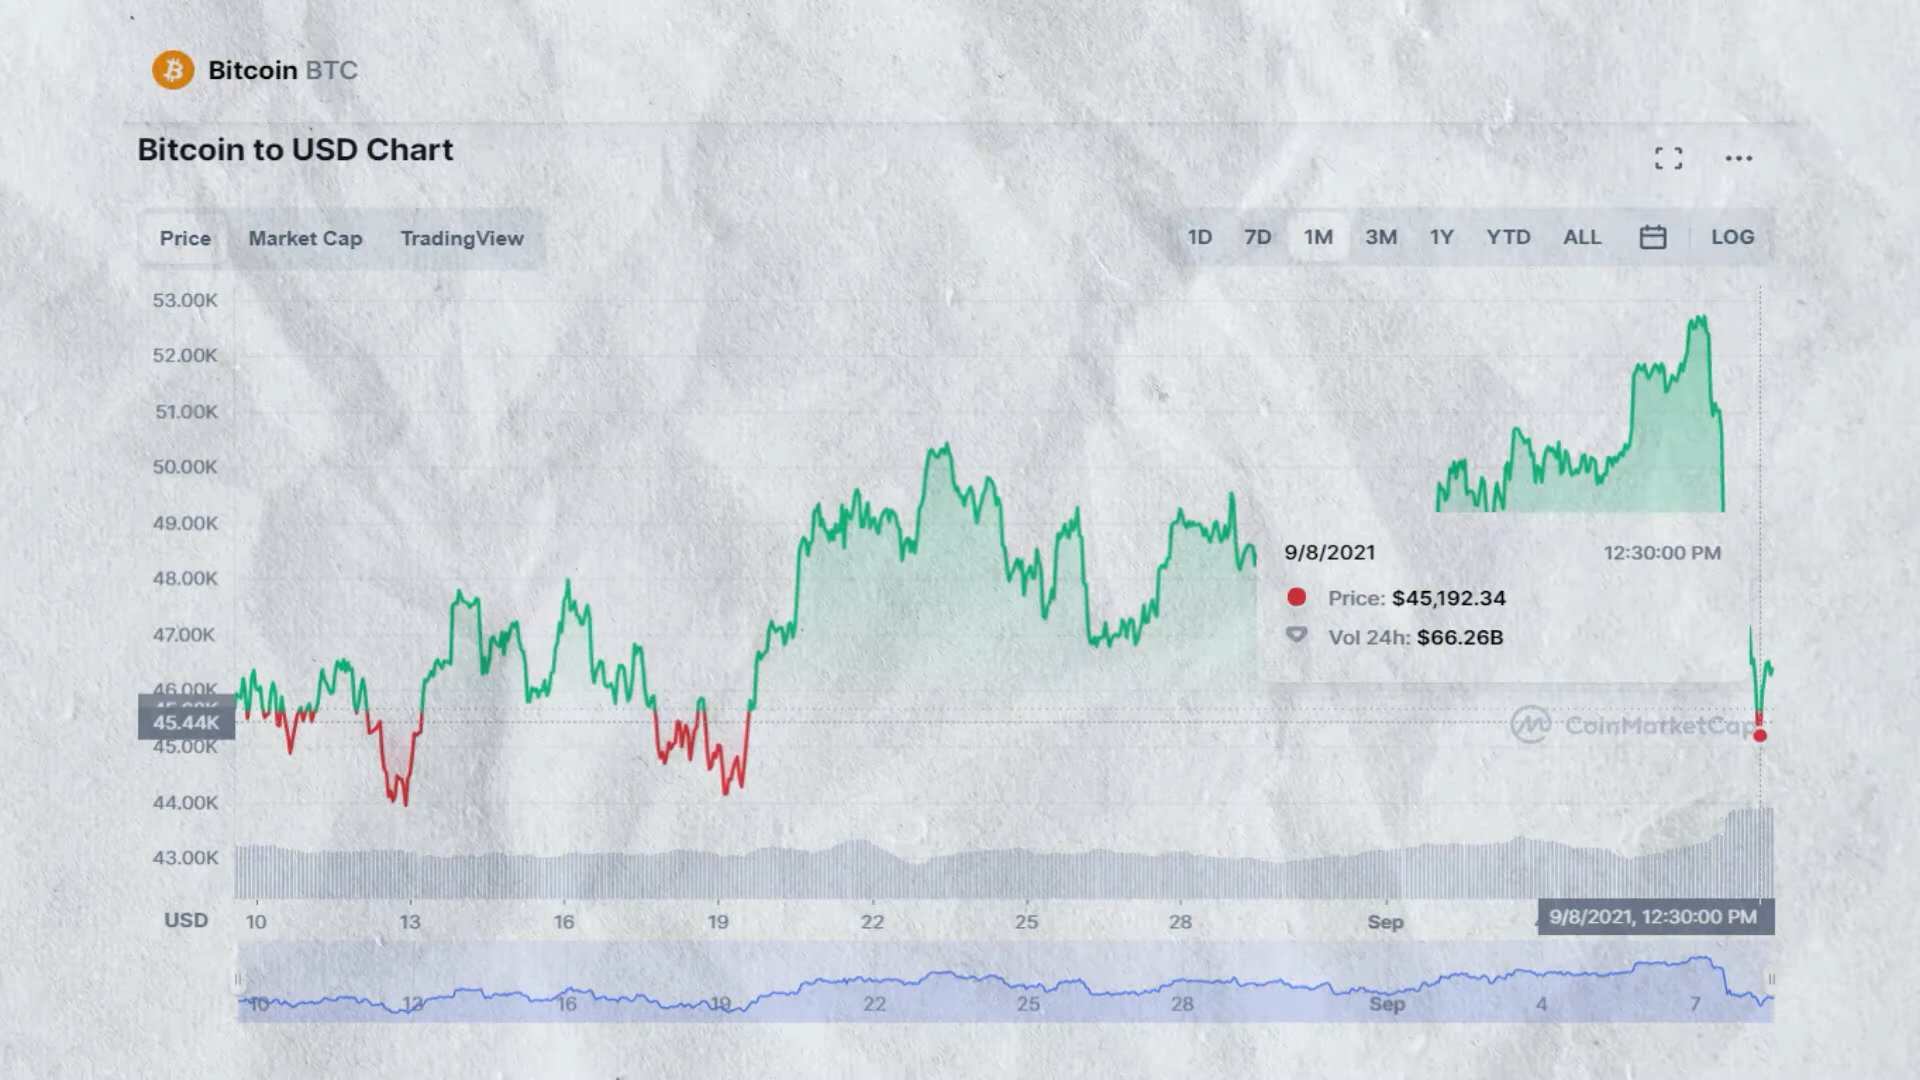 Bitcoin BTC
Bitcoin to USD Chart
Price Market Cap TradingView
1D 7D 1M 3M 1Y YTD ALL LOG
53.00K
52.00K
51.00K
50.00K
49.00K
48.00K
47.00K
46.00K
45.44K
45.00K
44.00K
43.00K
9/8/2021 12:30:00 PM
Price: $45,192.34
Vol 24h: $66.26B
CoinMarketCap
USD 10 13 16 19 22 25 28 Sep
9/8/2021, 12:30:00 PM
10 13 16 19 22 25 28 Sep 4 7